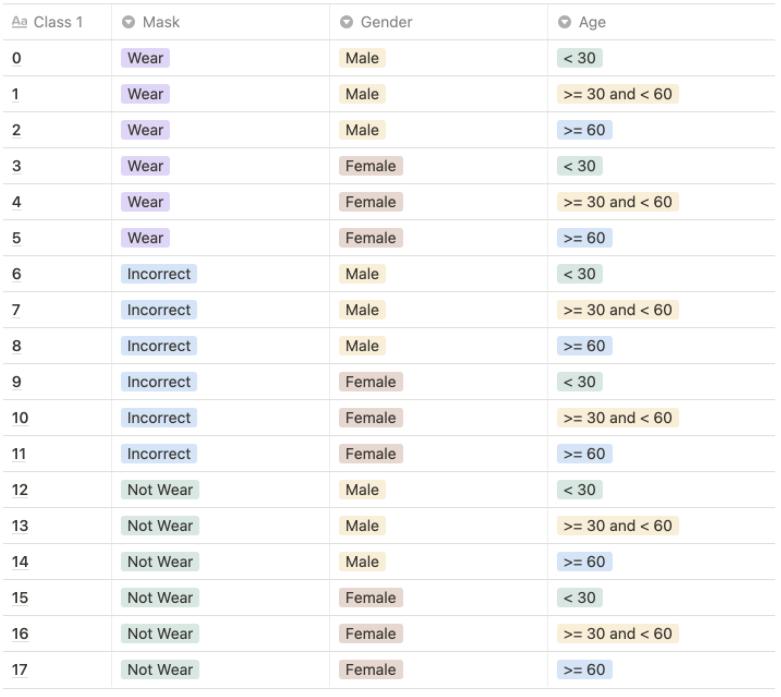 Aa Class 1 Mask Gender Age
0 Wear Male < 30
1 Wear Male >= 30 and < 60
2 Wear Male >= 60
3 Wear Female < 30
4 Wear Female >= 30 and < 60
5 Wear Female >= 60
6 Incorrect Male < 30
7 Incorrect Male >= 30 and < 60
8 Incorrect Male >= 60
9 Incorrect Female < 30
10 Incorrect Female >= 30 and < 60
11 Incorrect Female >= 60
12 Not Wear Male < 30
13 Not Wear Male >= 30 and < 60
14 Not Wear Male >= 60
15 Not Wear Female < 30
16 Not Wear Female >= 30 and < 60
17 Not Wear Female >= 60